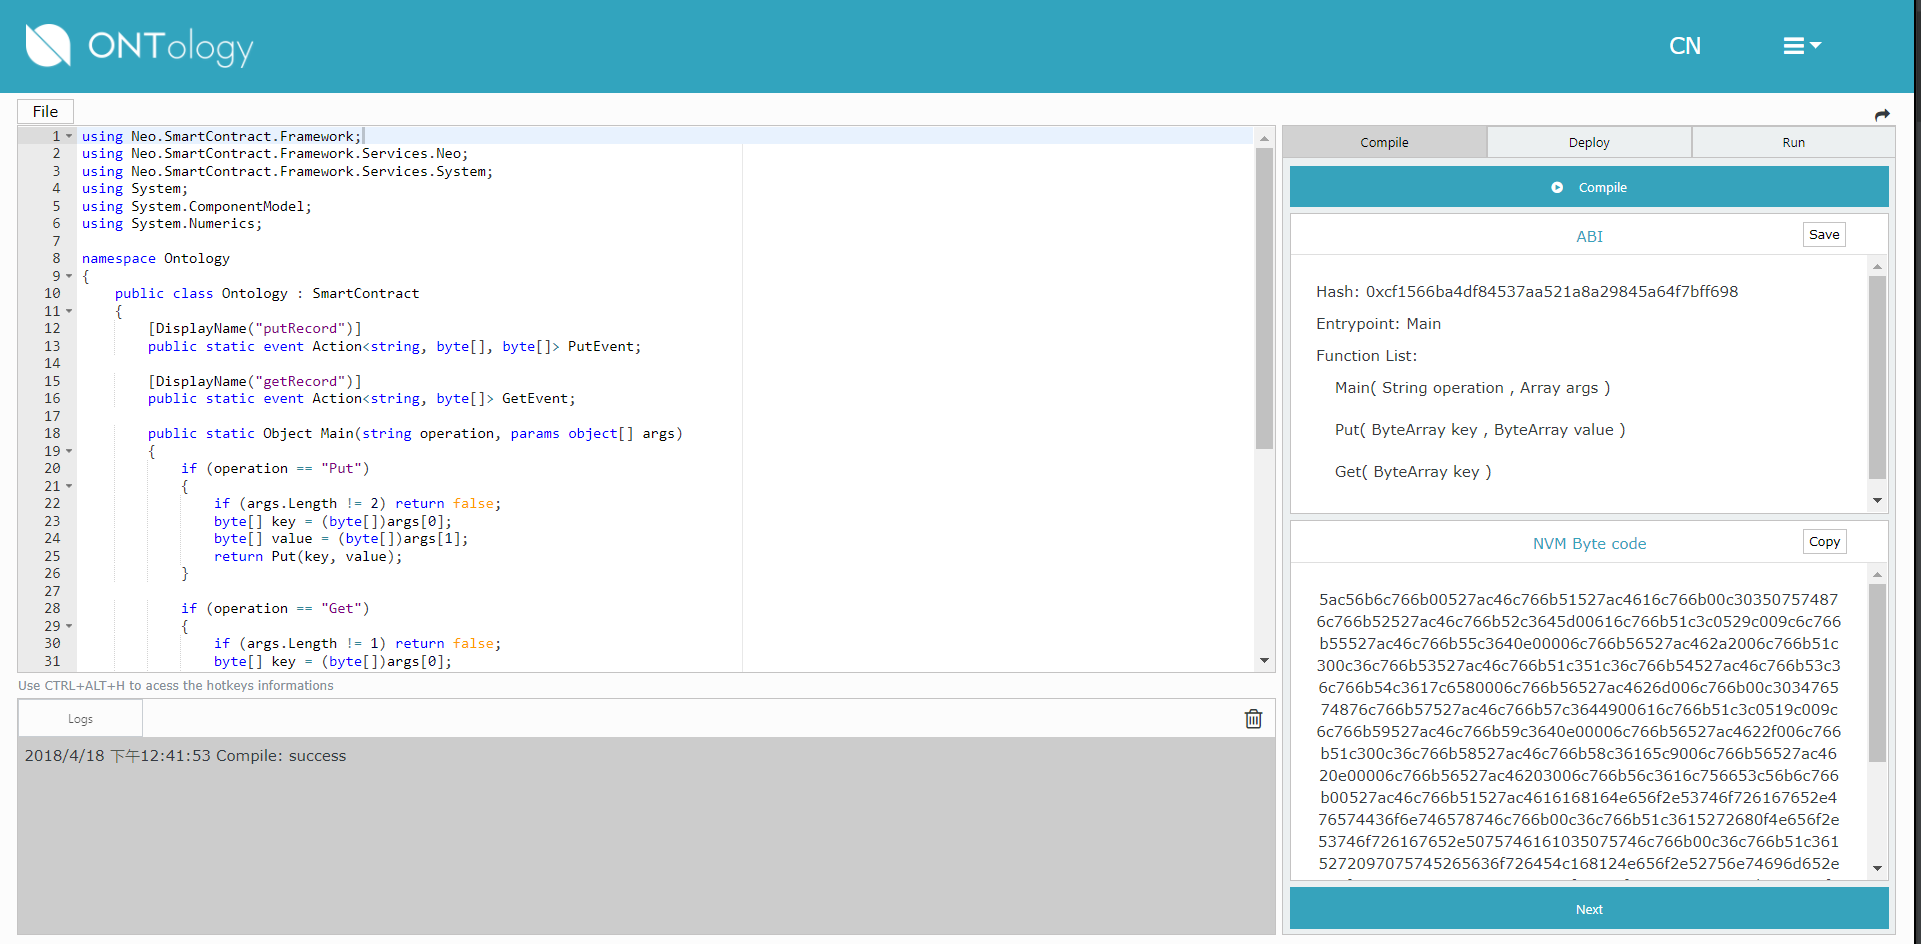 ONTology
CN
File
1 using Neo.SmartContract.Framework;
2 using Neo.SmartContract.Framework.Services.Neo;
3 using Neo.SmartContract.Framework.Services.System;
4 using System;
5 using System.ComponentModel;
6 using System.Numerics;
7
8 namespace Ontology
9 {
10 public class Ontology : SmartContract
11 {
12 [DisplayName("putRecord")]
13 public static event Action<string, byte[], byte[]> PutEvent;
14
15 [DisplayName("getRecord")]
16 public static event Action<string, byte[]> GetEvent;
17
18 public static Object Main(string operation, params object[] args)
19 {
20 if (operation == "Put")
21 {
22 if (args.Length != 2) return false;
23 byte[] key = (byte[])args[0];
24 byte[] value = (byte[])args[1];
25 return Put(key, value);
26 }
27
28 if (operation == "Get")
29 {
30 if (args.Length != 1) return false;
31 byte[] key = (byte[])args[0];
Use CTRL+ALT+H to acess the hotkeys informations
Logs
2018/4/18 下午12:41:53 Compile: success
Compile
Deploy
Run
Compile
ABI
Save
Hash: 0xcf1566ba4df84537aa521a8a29845a64f7bff698
Entrypoint: Main
Function List:
Main( String operation , Array args )
Put( ByteArray key , ByteArray value )
Get( ByteArray key )
NVM Byte code
Copy
5ac56b6c766b00527ac46c766b51527ac4616c766b00c30350757487
6c766b52527ac46c766b52c3645d00616c766b51c3c0529c009c6c766
b55527ac46c766b55c3640e00006c766b56527ac462a2006c766b51c
300c36c766b53527ac46c766b51c351c36c766b54527ac46c766b53c3
6c766b54c3617c6580006c766b56527ac4626d006c766b00c3034765
74876c766b57527ac46c766b57c3644900616c766b51c3c0519c009c
6c766b59527ac46c766b59c3640e00006c766b56527ac4622f006c766
b51c300c36c766b58527ac46c766b58c36165c9006c766b56527ac46
20e00006c766b56527ac46203006c766b56c3616c756653c56b6c766
b00527ac46c766b51527ac4616168164e656f2e53746f726167652e4
76574436f6e746578746c766b00c36c766b51c3615272680f4e656f2e
53746f726167652e5075746161035075746c766b00c36c766b51c361
5272097075745265636f726454c168124e656f2e52756e74696d652e
Next